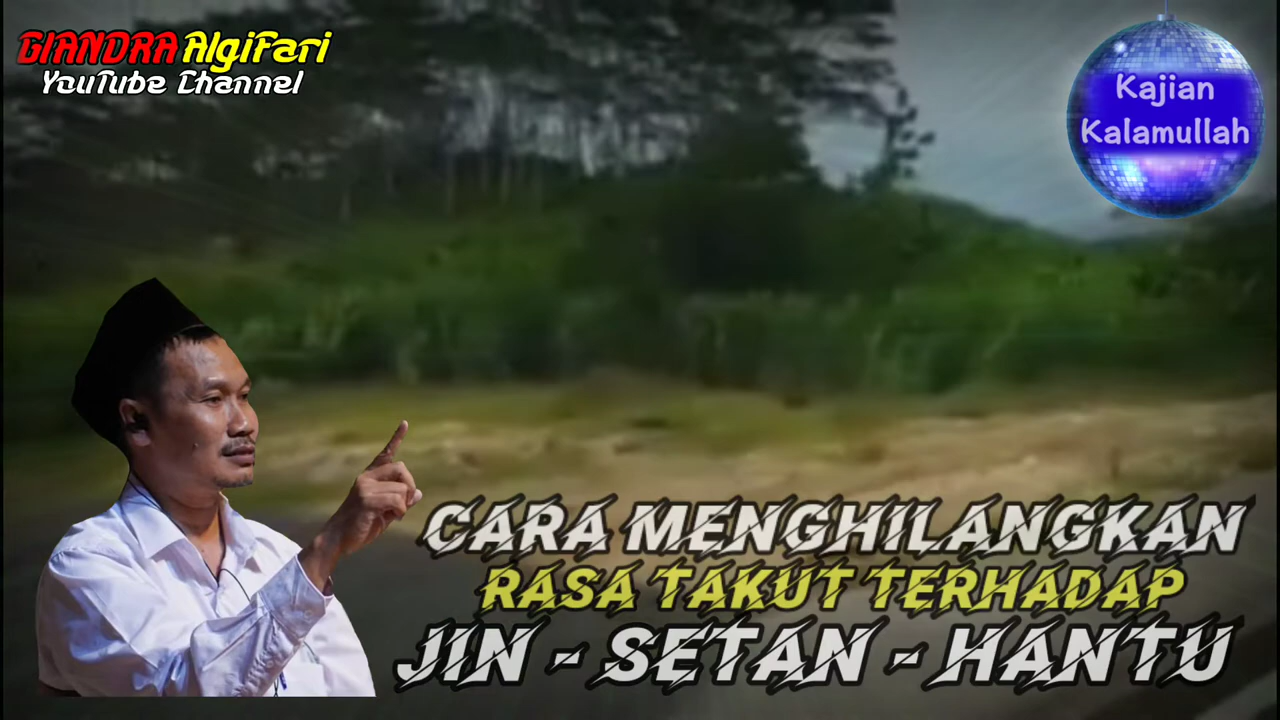 GIANDRA AlgiFari
YouTube Channel
Kajian
Kalamullah
CARA MENGHILANGKAN
RASA TAKUT TERHADAP
JIN - SETAN - HANTU